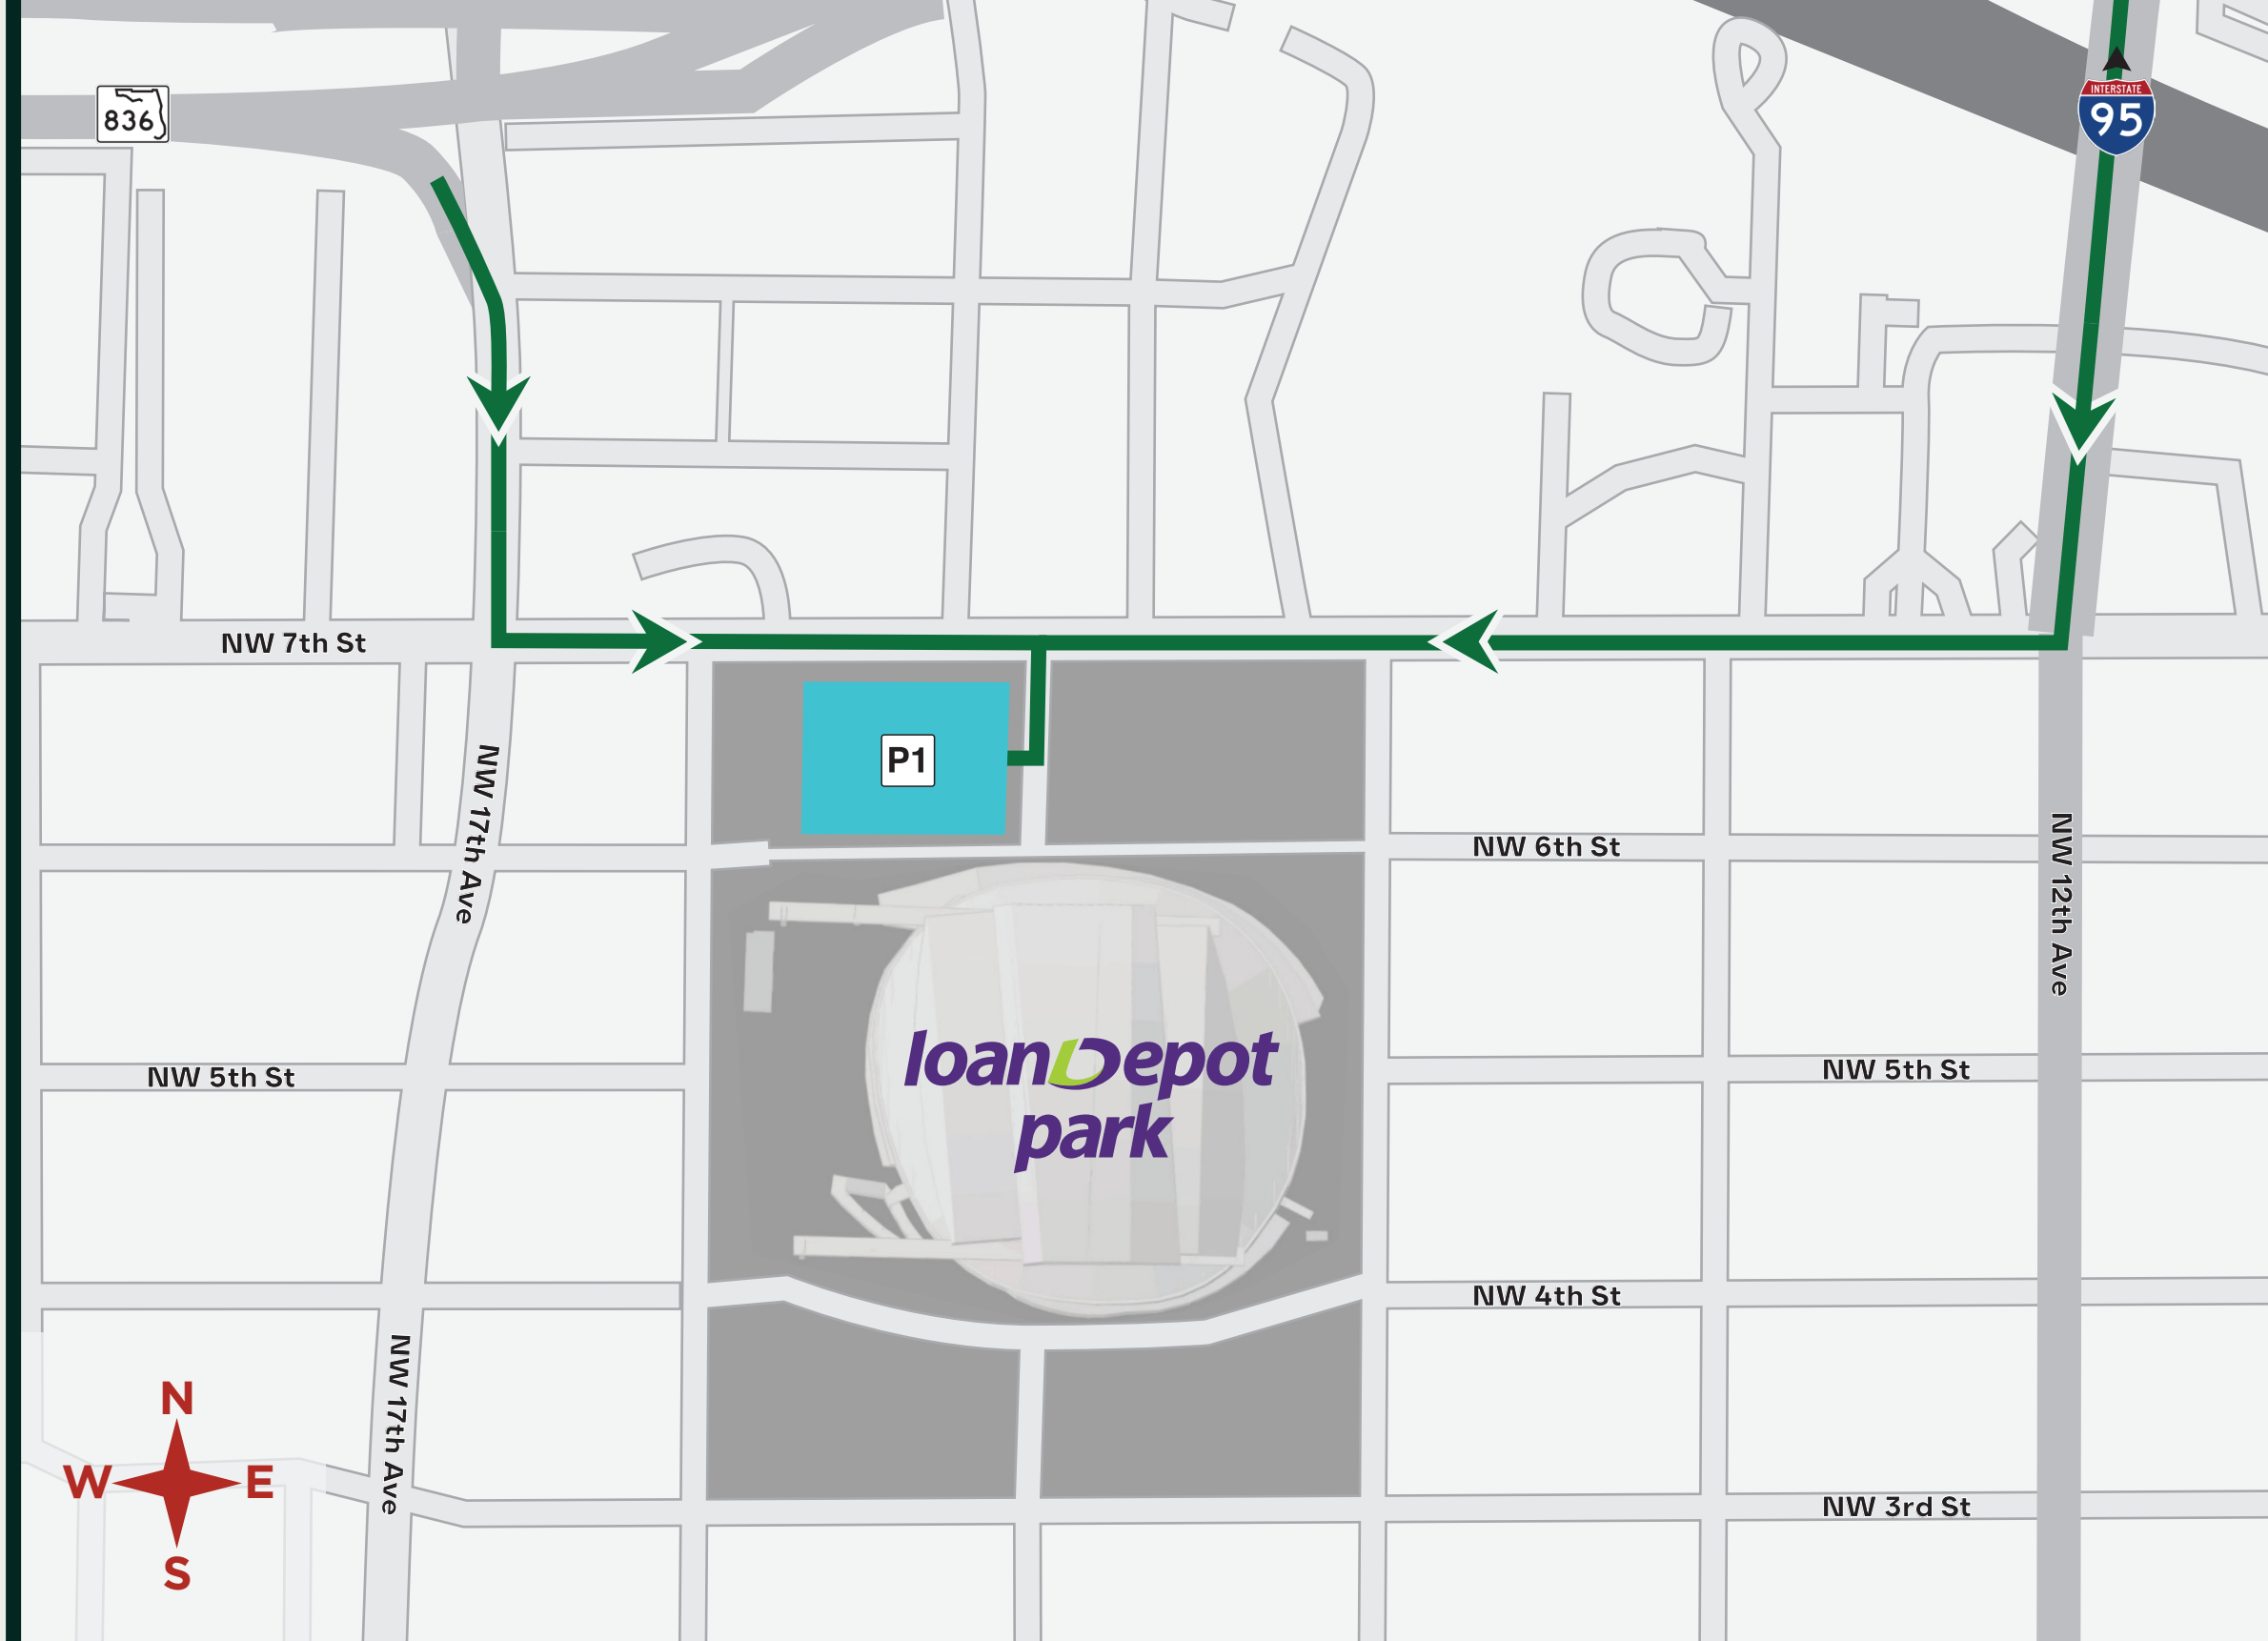 INTERSTATE
95
836
NW 7th St
P1
NW 17th Ave
NW 6th St
NW 12th Ave
loanDepot
park
NW 5th St
NW 5th St
NW 4th St
NW 17th Ave
N
W E
S
NW 3rd St